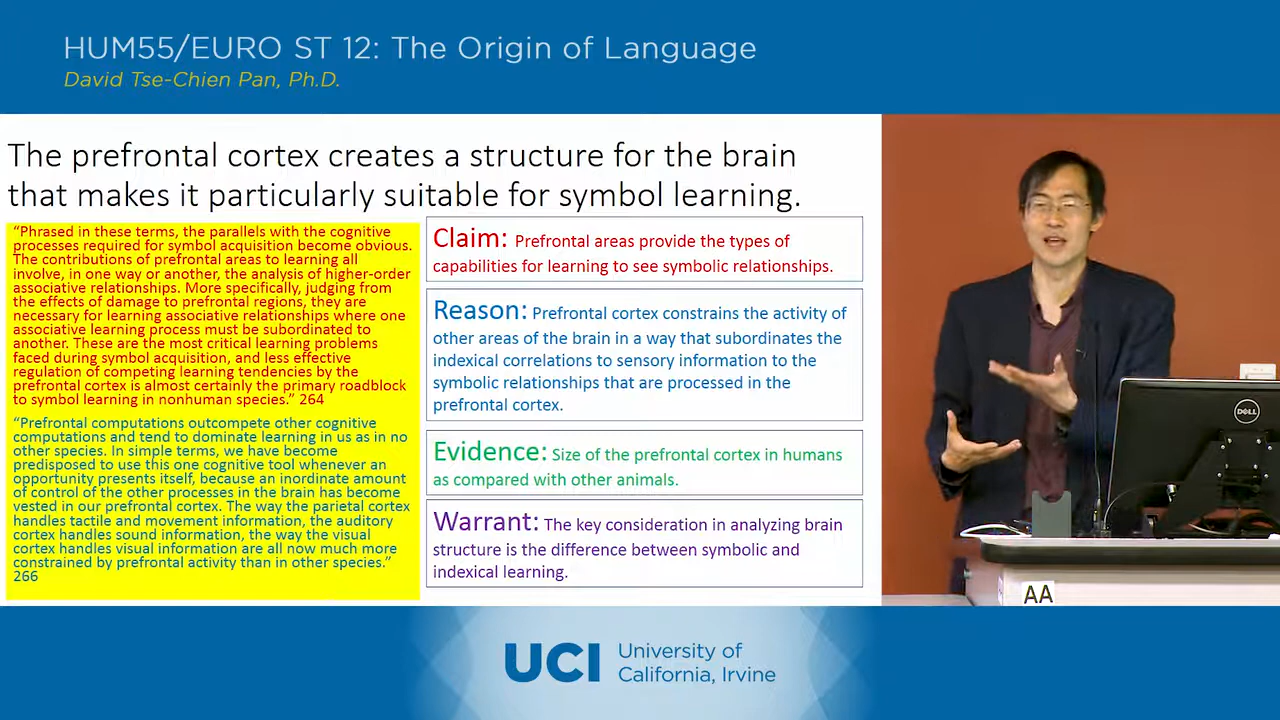 HUM55/EURO ST 12: The Origin of Language
David Tse-Chien Pan, Ph.D.
The prefrontal cortex creates a structure for the brain
that makes it particularly suitable for symbol learning.
“Phrased in these terms, the parallels with the cognitive
processes required for symbol acquisition become obvious.
The contributions of prefrontal areas to learning all
involve, in one way or another, the analysis of higher-order
associative relationships. More specifically, judging from
the effects of damage to prefrontal regions, they are
necessary for learning associative relationships where one
associative learning process must be subordinated to
another. These are the most critical learning problems
faced during symbol acquisition, and less effective
regulation of competing learning tendencies by the
prefrontal cortex is almost certainly the primary roadblock
to symbol learning in nonhuman species.” 264
“Prefrontal computations outcompete other cognitive
computations and tend to dominate learning in us as in no
other species. In simple terms, we have become
predisposed to use this one cognitive tool whenever an
opportunity presents itself, because an inordinate amount
of control of the other processes in the brain has become
vested in our prefrontal cortex. The way the parietal cortex
handles tactile and movement information, the auditory
cortex handles sound information, the way the visual
cortex handles visual information are all now much more
constrained by prefrontal activity than in other species.”
266
Claim: Prefrontal areas provide the types of
capabilities for learning to see symbolic relationships.
Reason: Prefrontal cortex constrains the activity of
other areas of the brain in a way that subordinates the
indexical correlations to sensory information to the
symbolic relationships that are processed in the
prefrontal cortex.
Evidence: Size of the prefrontal cortex in humans
as compared with other animals.
Warrant: The key consideration in analyzing brain
structure is the difference between symbolic and
indexical learning.
DELL
AA
UCI University of
California, Irvine